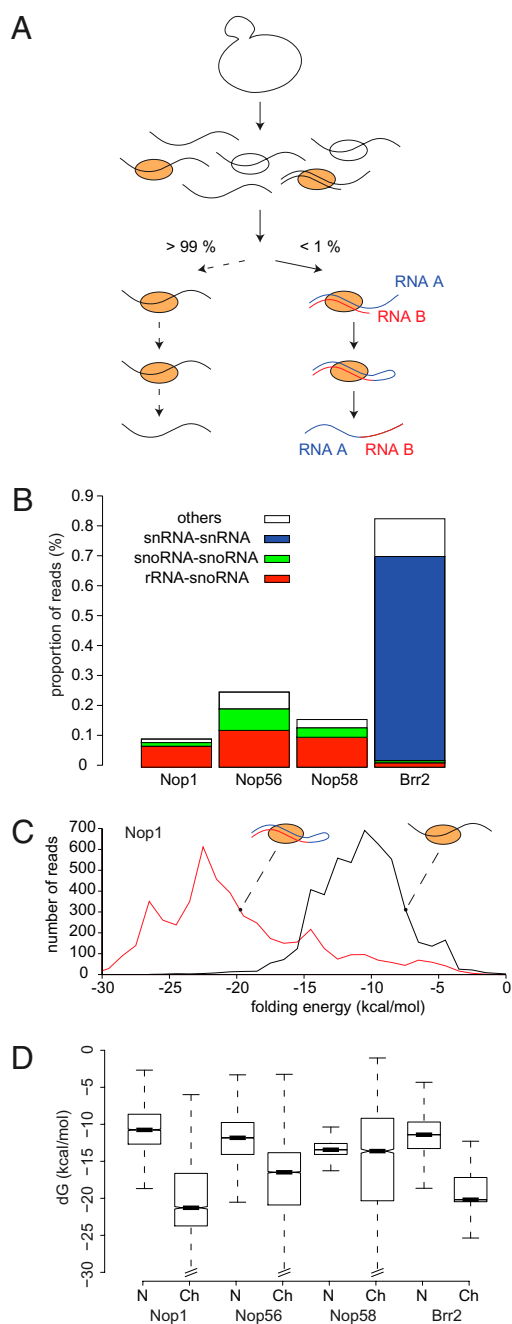 A
> 99 %
< 1 %
RNA A
RNA B
RNA A
RNA B
B
0.9
0.8
0.7
0.6
0.5
0.4
0.3
0.2
0.1
0
proportion of reads (%)
others
snRNA-snRNA
snoRNA-snoRNA
rRNA-snoRNA
Nop1
Nop56
Nop58
Brr2
C
Nop1
700
600
500
400
300
200
100
0
number of reads
-30
-20
-10
0
folding energy (kcal/mol)
D
0
−5
−10
−15
−20
−25
−30
dG (kcal/mol)
N Ch N Ch N Ch N Ch
Nop1 Nop56 Nop58 Brr2